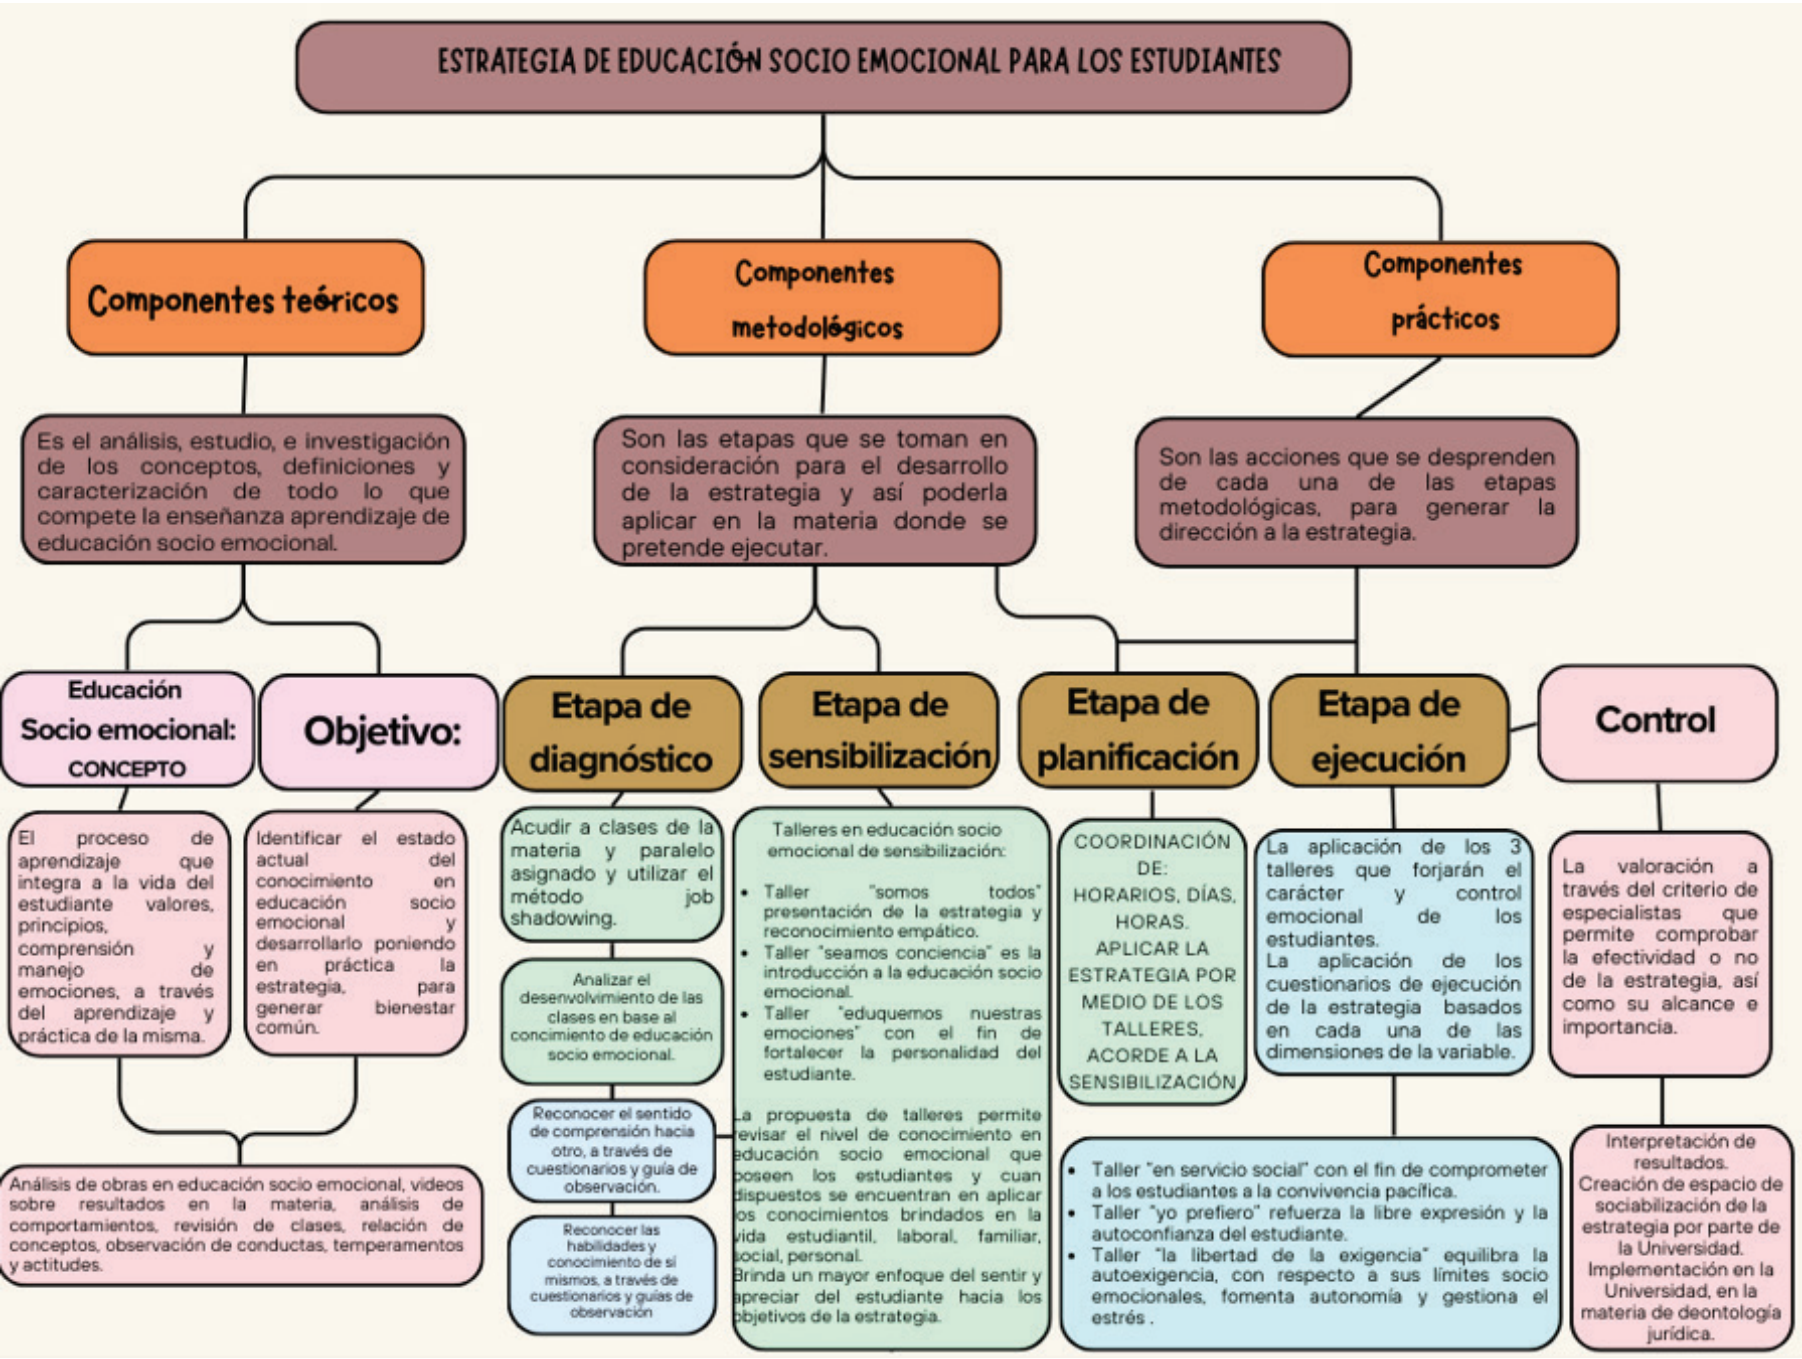 ESTRATEGIA DE EDUCACIÓN SOCIO EMOCIONAL PARA LOS ESTUDIANTES
Componentes teóricos
Componentes
metodológicos
Componentes
prácticos
Es el análisis, estudio, e investigación
de los conceptos, definiciones y
caracterización de todo lo que
compete la enseñanza aprendizaje de
educación socio emocional.
Son las etapas que se toman en
consideración para el desarrollo
de la estrategia y así poderla
aplicar en la materia donde se
pretende ejecutar.
Son las acciones que se desprenden
de cada una de las etapas
metodológicas, para generar la
dirección a la estrategia.
Educación
Socio emocional:
CONCEPTO
Objetivo:
Etapa de
diagnóstico
Etapa de
sensibilización
Etapa de
planificación
Etapa de
ejecución
Control
El proceso de
aprendizaje que
integra a la vida del
estudiante valores,
principios,
comprensión y
manejo de
emociones, a través
del aprendizaje y
práctica de la misma.
Identificar el estado
actual del
conocimiento en
educación socio
emocional y
desarrollarlo poniendo
en práctica la
estrategia, para
generar bienestar
común.
Análisis de obras en educación socio emocional, videos
sobre resultados en la materia, análisis de
comportamientos, revisión de clases, relación de
conceptos, observación de conductas, temperamentos
y actitudes.
Acudir a clases de la
materia y paralelo
asignado y utilizar el
método job
shadowing.
Analizar el
desenvolvimiento de las
clases en base al
concimiento de educación
socio emocional.
Reconocer el sentido
de comprensión hacia
otro, a través de
cuestionarios y guía de
observación.
Reconocer las
habilidades y
conocimiento de sí
mismos, a través de
cuestionarios y guías de
observación
Talleres en educación socio
emocional de sensibilización:
• Taller "somos todos"
presentación de la estrategia y
reconocimiento empático.
• Taller "seamos conciencia" es la
introducción a la educación socio
emocional.
• Taller "eduquemos nuestras
emociones" con el fin de
fortalecer la personalidad del
estudiante.
La propuesta de talleres permite
revisar el nivel de conocimiento en
educación socio emocional que
poseen los estudiantes y cuan
dispuestos se encuentran en aplicar
los conocimientos brindados en la
vida estudiantil, laboral, familiar,
social, personal.
Brinda un mayor enfoque del sentir y
apreciar del estudiante hacia los
objetivos de la estrategia.
COORDINACIÓN
DE:
HORARIOS, DÍAS,
HORAS.
APLICAR LA
ESTRATEGIA POR
MEDIO DE LOS
TALLERES,
ACORDE A LA
SENSIBILIZACIÓN
La aplicación de los 3
talleres que forjarán el
carácter y control
emocional de los
estudiantes.
La aplicación de los
cuestionarios de ejecución
de la estrategia basados
en cada una de las
dimensiones de la variable.
• Taller "en servicio social" con el fin de comprometer
a los estudiantes a la convivencia pacífica.
• Taller "yo prefiero" refuerza la libre expresión y la
autoconfianza del estudiante.
• Taller "la libertad de la exigencia" equilibra la
autoexigencia, con respecto a sus límites socio
emocionales, fomenta autonomía y gestiona el
estrés .
La valoración a
través del criterio de
especialistas que
permite comprobar
la efectividad o no
de la estrategia, así
como su alcance e
importancia.
Interpretación de
resultados.
Creación de espacio de
sociabilización de la
estrategia por parte de
la Universidad.
Implementación en la
Universidad, en la
materia de deontología
jurídica.